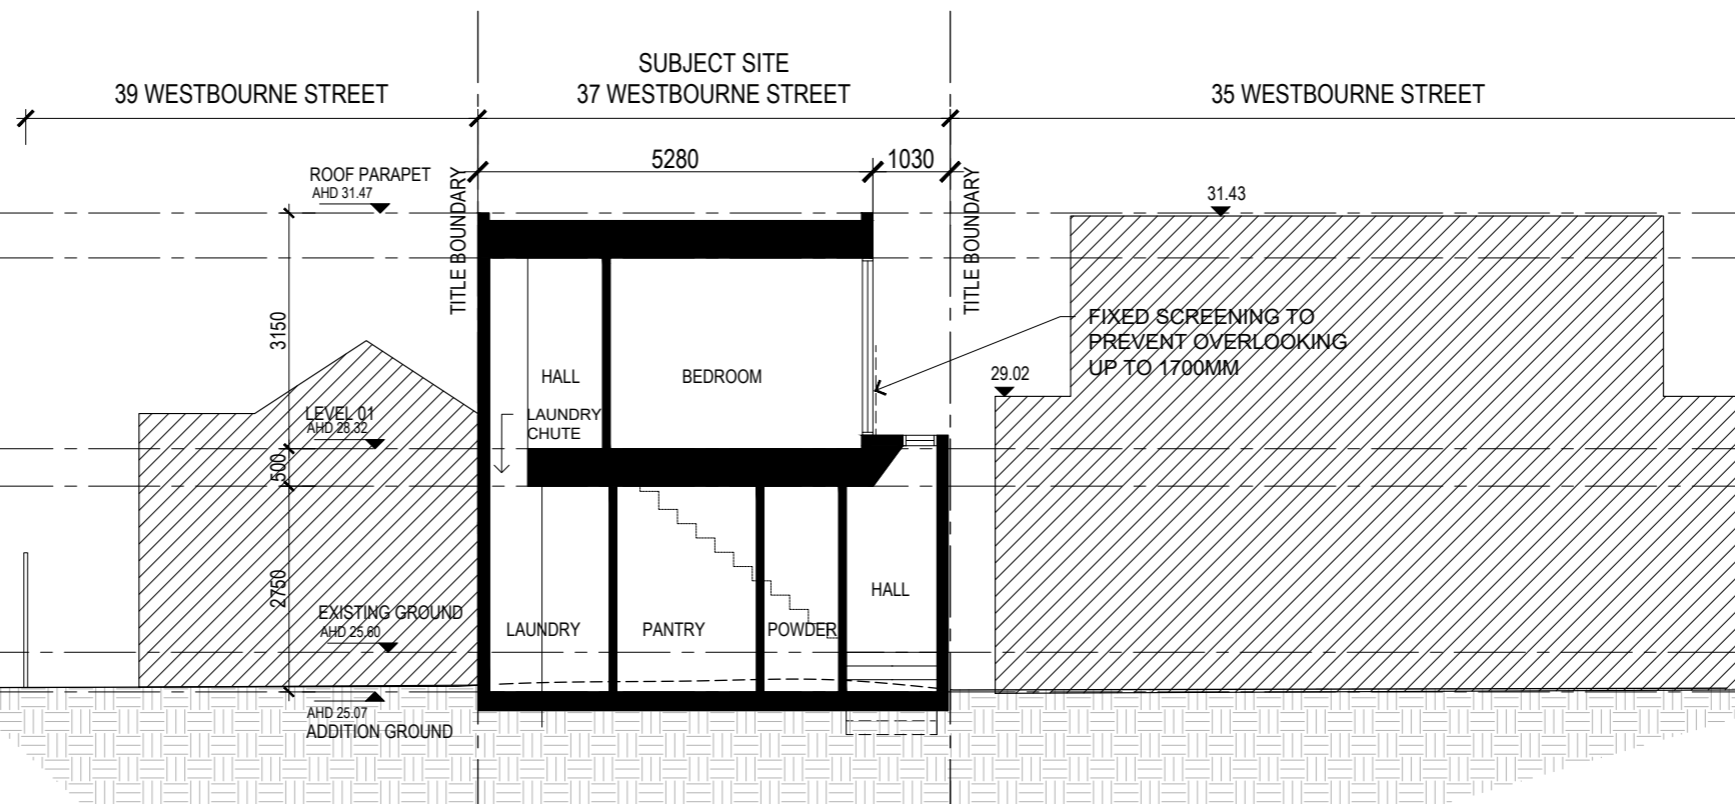 SUBJECT SITE
39 WESTBOURNE STREET
37 WESTBOURNE STREET
35 WESTBOURNE STREET
5280
1030
ROOF PARAPET
AHD 31.47
TITLE BOUNDARY
TITLE BOUNDARY
31.43
3150
FIXED SCREENING TO
PREVENT OVERLOOKING
UP TO 1700MM
HALL
BEDROOM
29.02
LEVEL 01
AHD 28.32
LAUNDRY
CHUTE
500
2750
HALL
EXISTING GROUND
AHD 25.60
LAUNDRY
PANTRY
POWDER
AHD 25.07
ADDITION GROUND